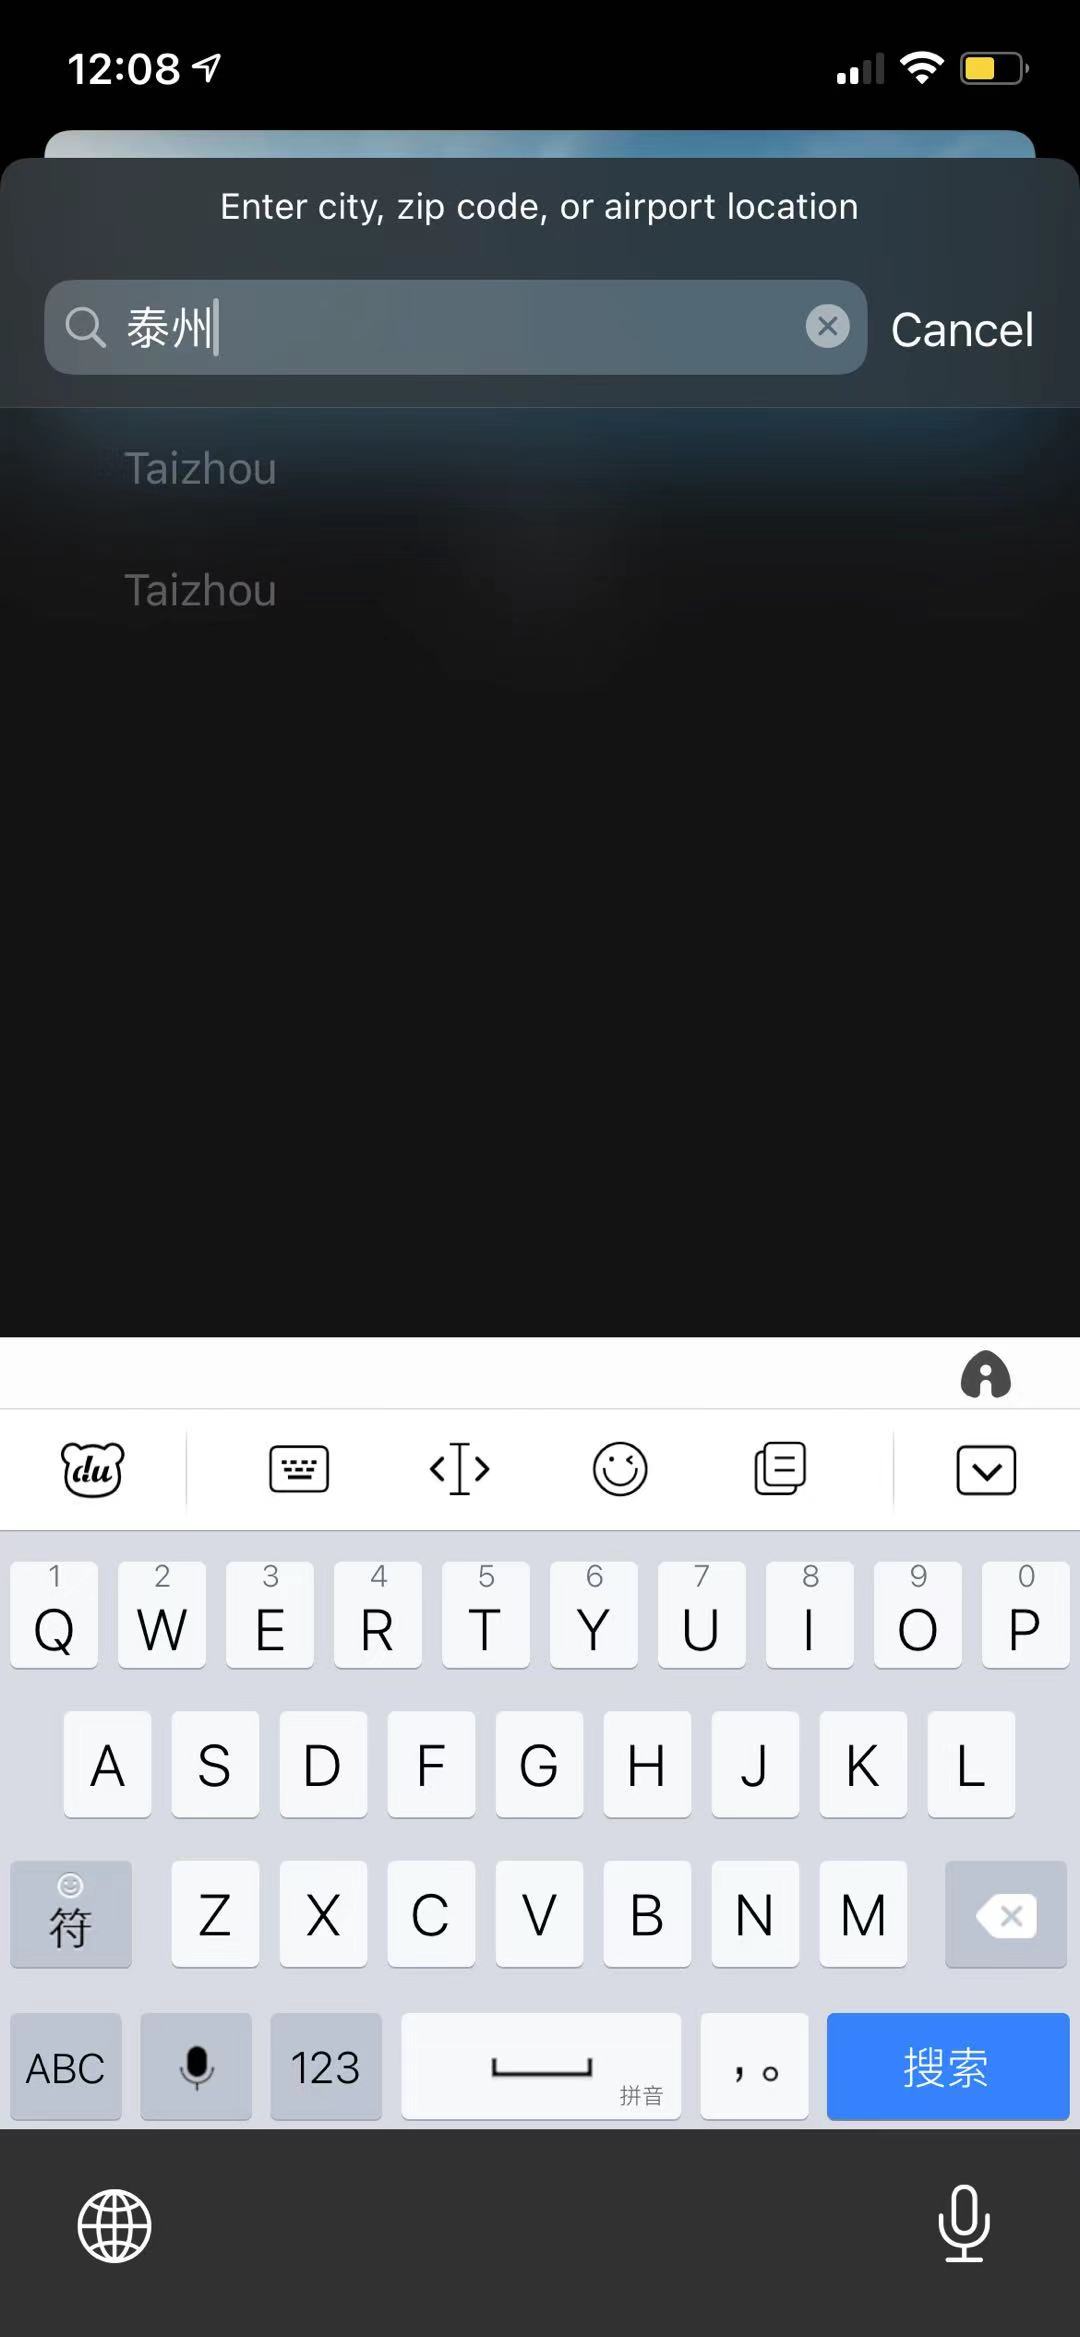 12:08
Enter city, zip code, or airport location
泰州
Cancel
Taizhou
Taizhou
du
1 2 3 4 5 6 7 8 9 0
Q W E R T Y U I O P
A S D F G H J K L
符 Z X C V B N M
ABC 123 拼音 ，。 搜索